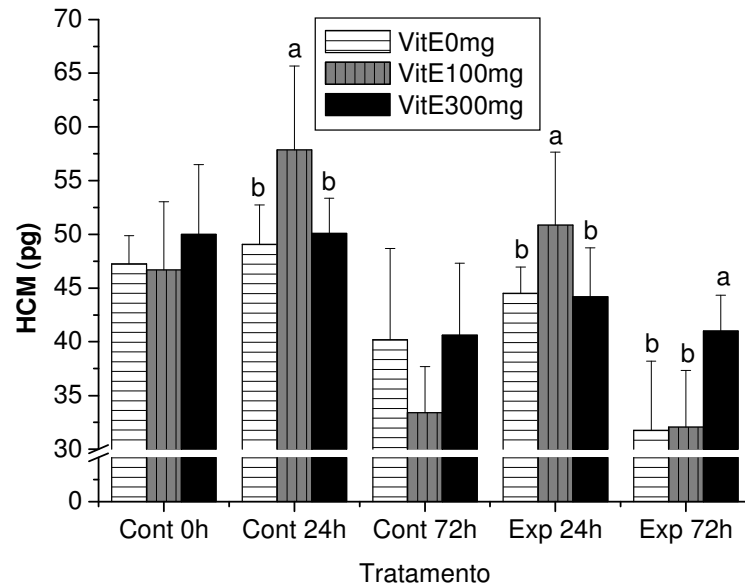 70
65
60
55
50
45
40
35
30
0
HCM (pg)
VitE0mg
VitE100mg
VitE300mg
b
a
b
b
a
b
b
b
a
Cont 0h
Cont 24h
Cont 72h
Exp 24h
Exp 72h
Tratamento